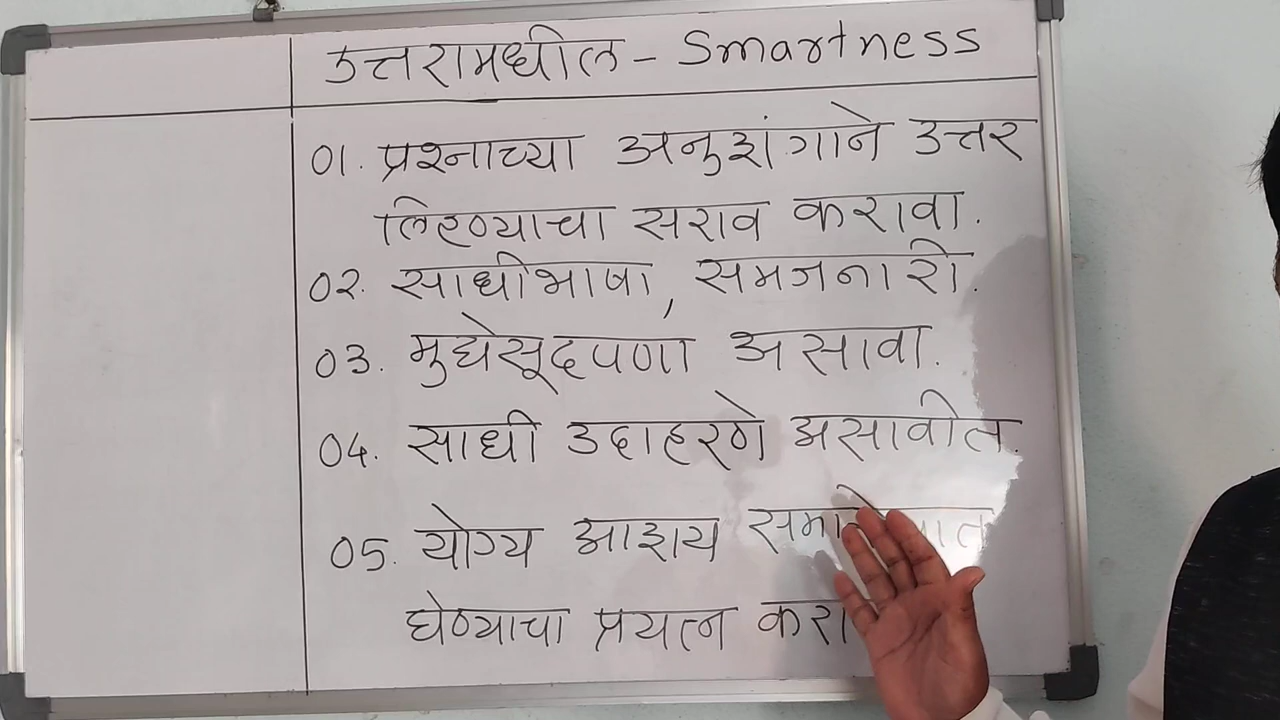 उत्तरामधील - Smartness
01. प्रश्नाच्या अनुशंगाने उत्तर
लिहण्याचा सराव करावा.
02. साधीभाषा, समजनारी.
03. मुद्येसूदपणा असावा.
04. साधी उदाहरणे असावीत.
05. योग्य आशय
घेण्याचा प्रयत्न